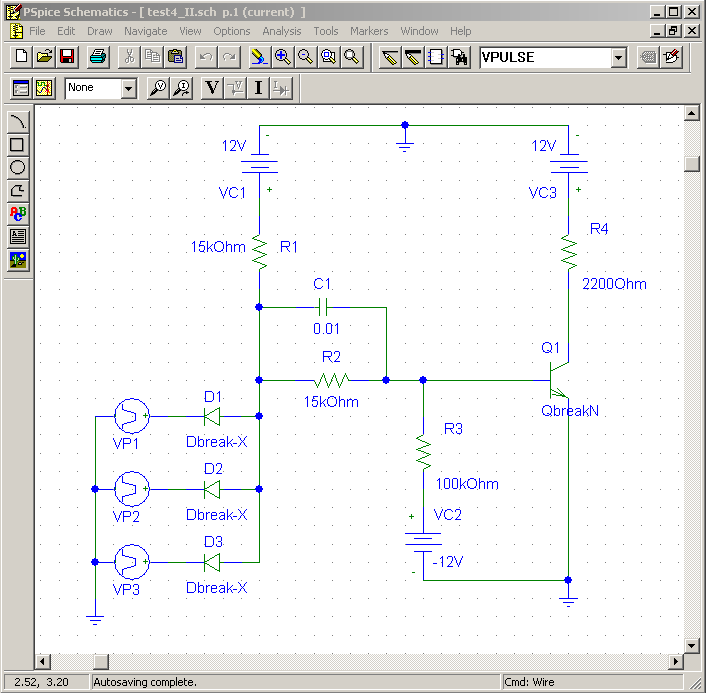 PSpice Schematics - [ test4_II.sch  p.1 (current)  ]
File Edit Draw Navigate View Options Analysis Tools Markers Window Help
VPULSE
None V V I I
ABC
12V - 12V -
VC1 + VC3 +
15kOhm R1 R4
2200Ohm
C1
0.01
R2 Q1
15kOhm QbreakN
D1
VP1 + Dbreak-X
R3
100kOhm
D2
VP2 + Dbreak-X
+ VC2
-12V
-
D3
VP3 + Dbreak-X
2.52,  3.20 Autosaving complete. Cmd: Wire